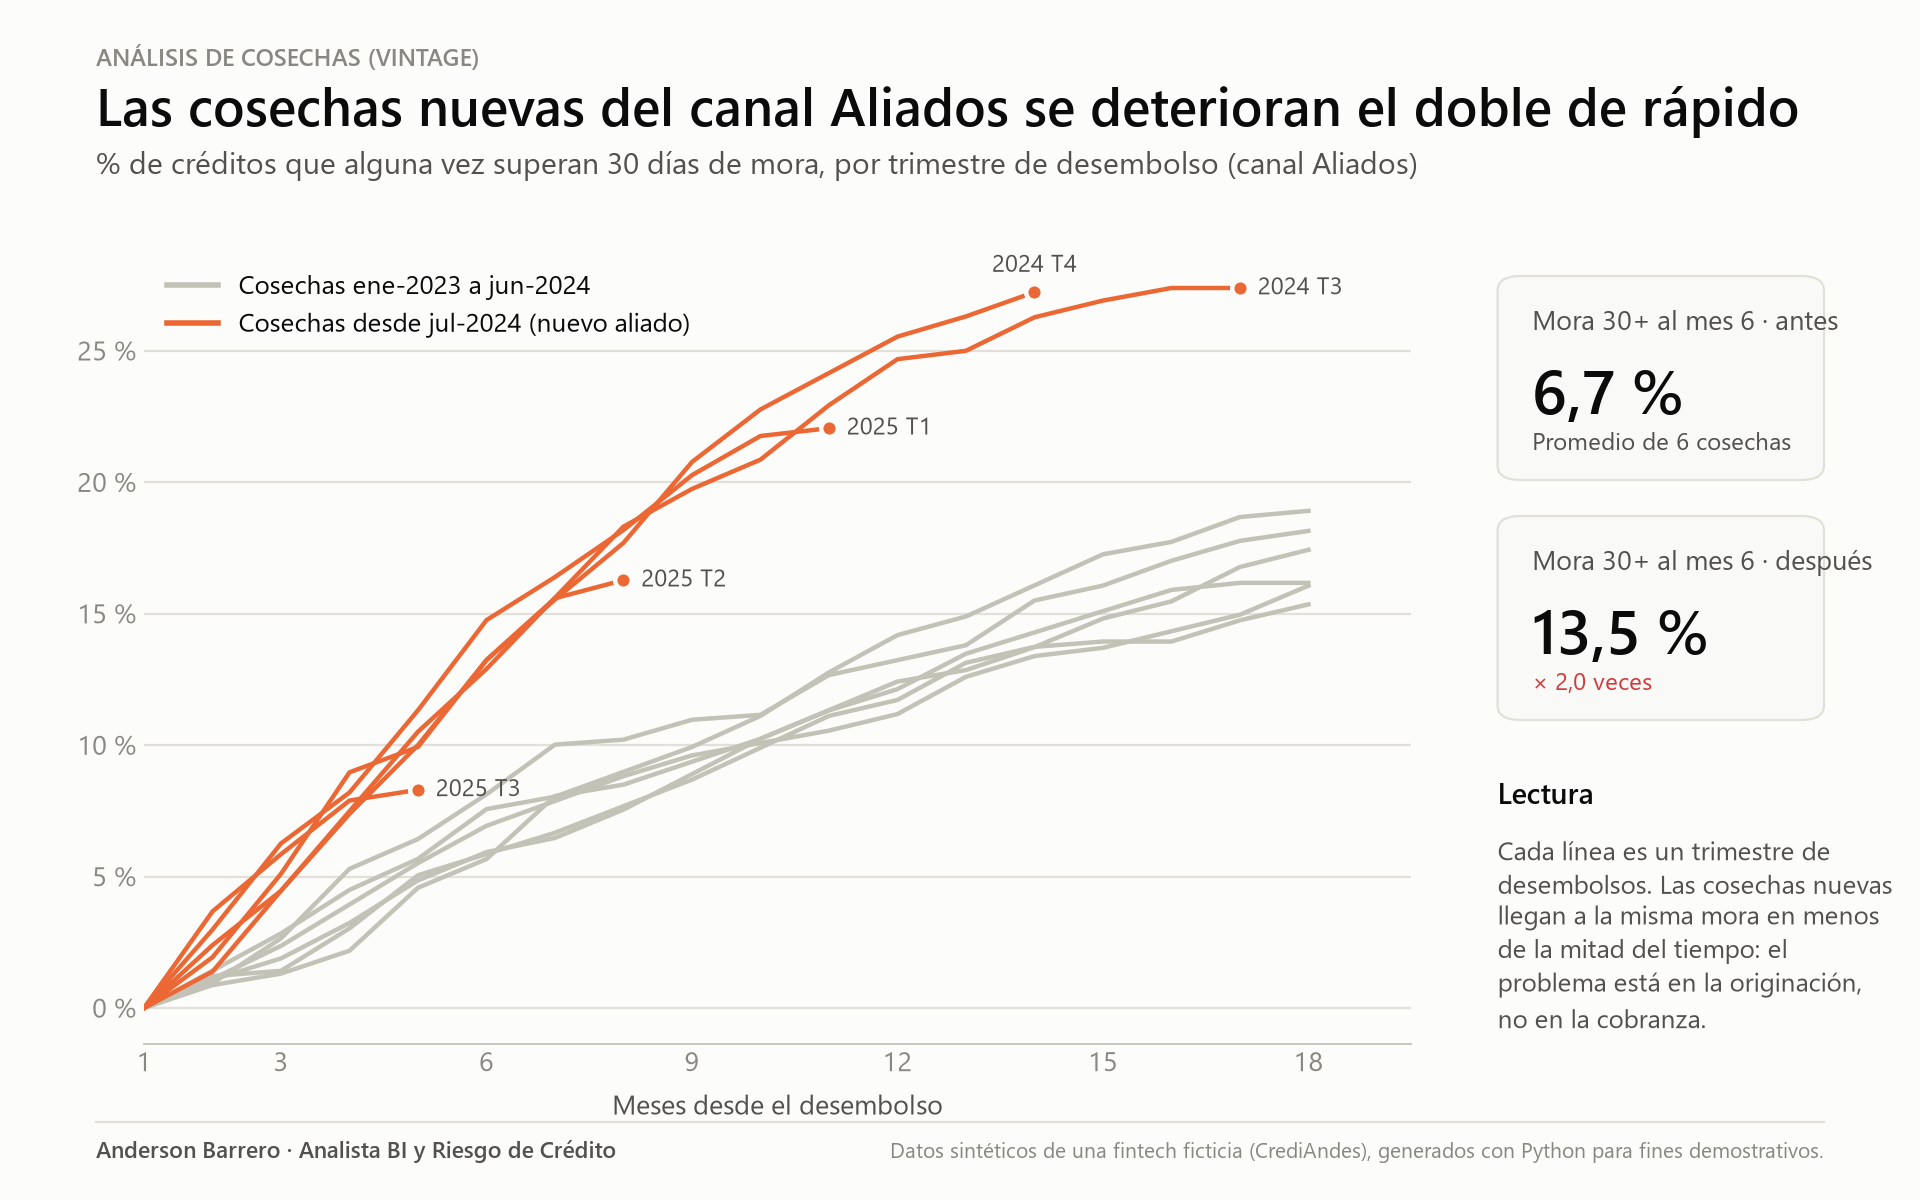 ANÁLISIS DE COSECHAS (VINTAGE)
Las cosechas nuevas del canal Aliados se deterioran el doble de rápido
% de créditos que alguna vez superan 30 días de mora, por trimestre de desembolso (canal Aliados)
Cosechas ene-2023 a jun-2024
Cosechas desde jul-2024 (nuevo aliado)
2024 T4
2024 T3
2025 T1
2025 T2
2025 T3
25 %
20 %
15 %
10 %
5 %
0 %
1 3 6 9 12 15 18
Meses desde el desembolso
Mora 30+ al mes 6 · antes
6,7 %
Promedio de 6 cosechas
Mora 30+ al mes 6 · después
13,5 %
× 2,0 veces
Lectura
Cada línea es un trimestre de
desembolsos. Las cosechas nuevas
llegan a la misma mora en menos
de la mitad del tiempo: el
problema está en la originación,
no en la cobranza.
Anderson Barrero · Analista BI y Riesgo de Crédito
Datos sintéticos de una fintech ficticia (CrediAndes), generados con Python para fines demostrativos.